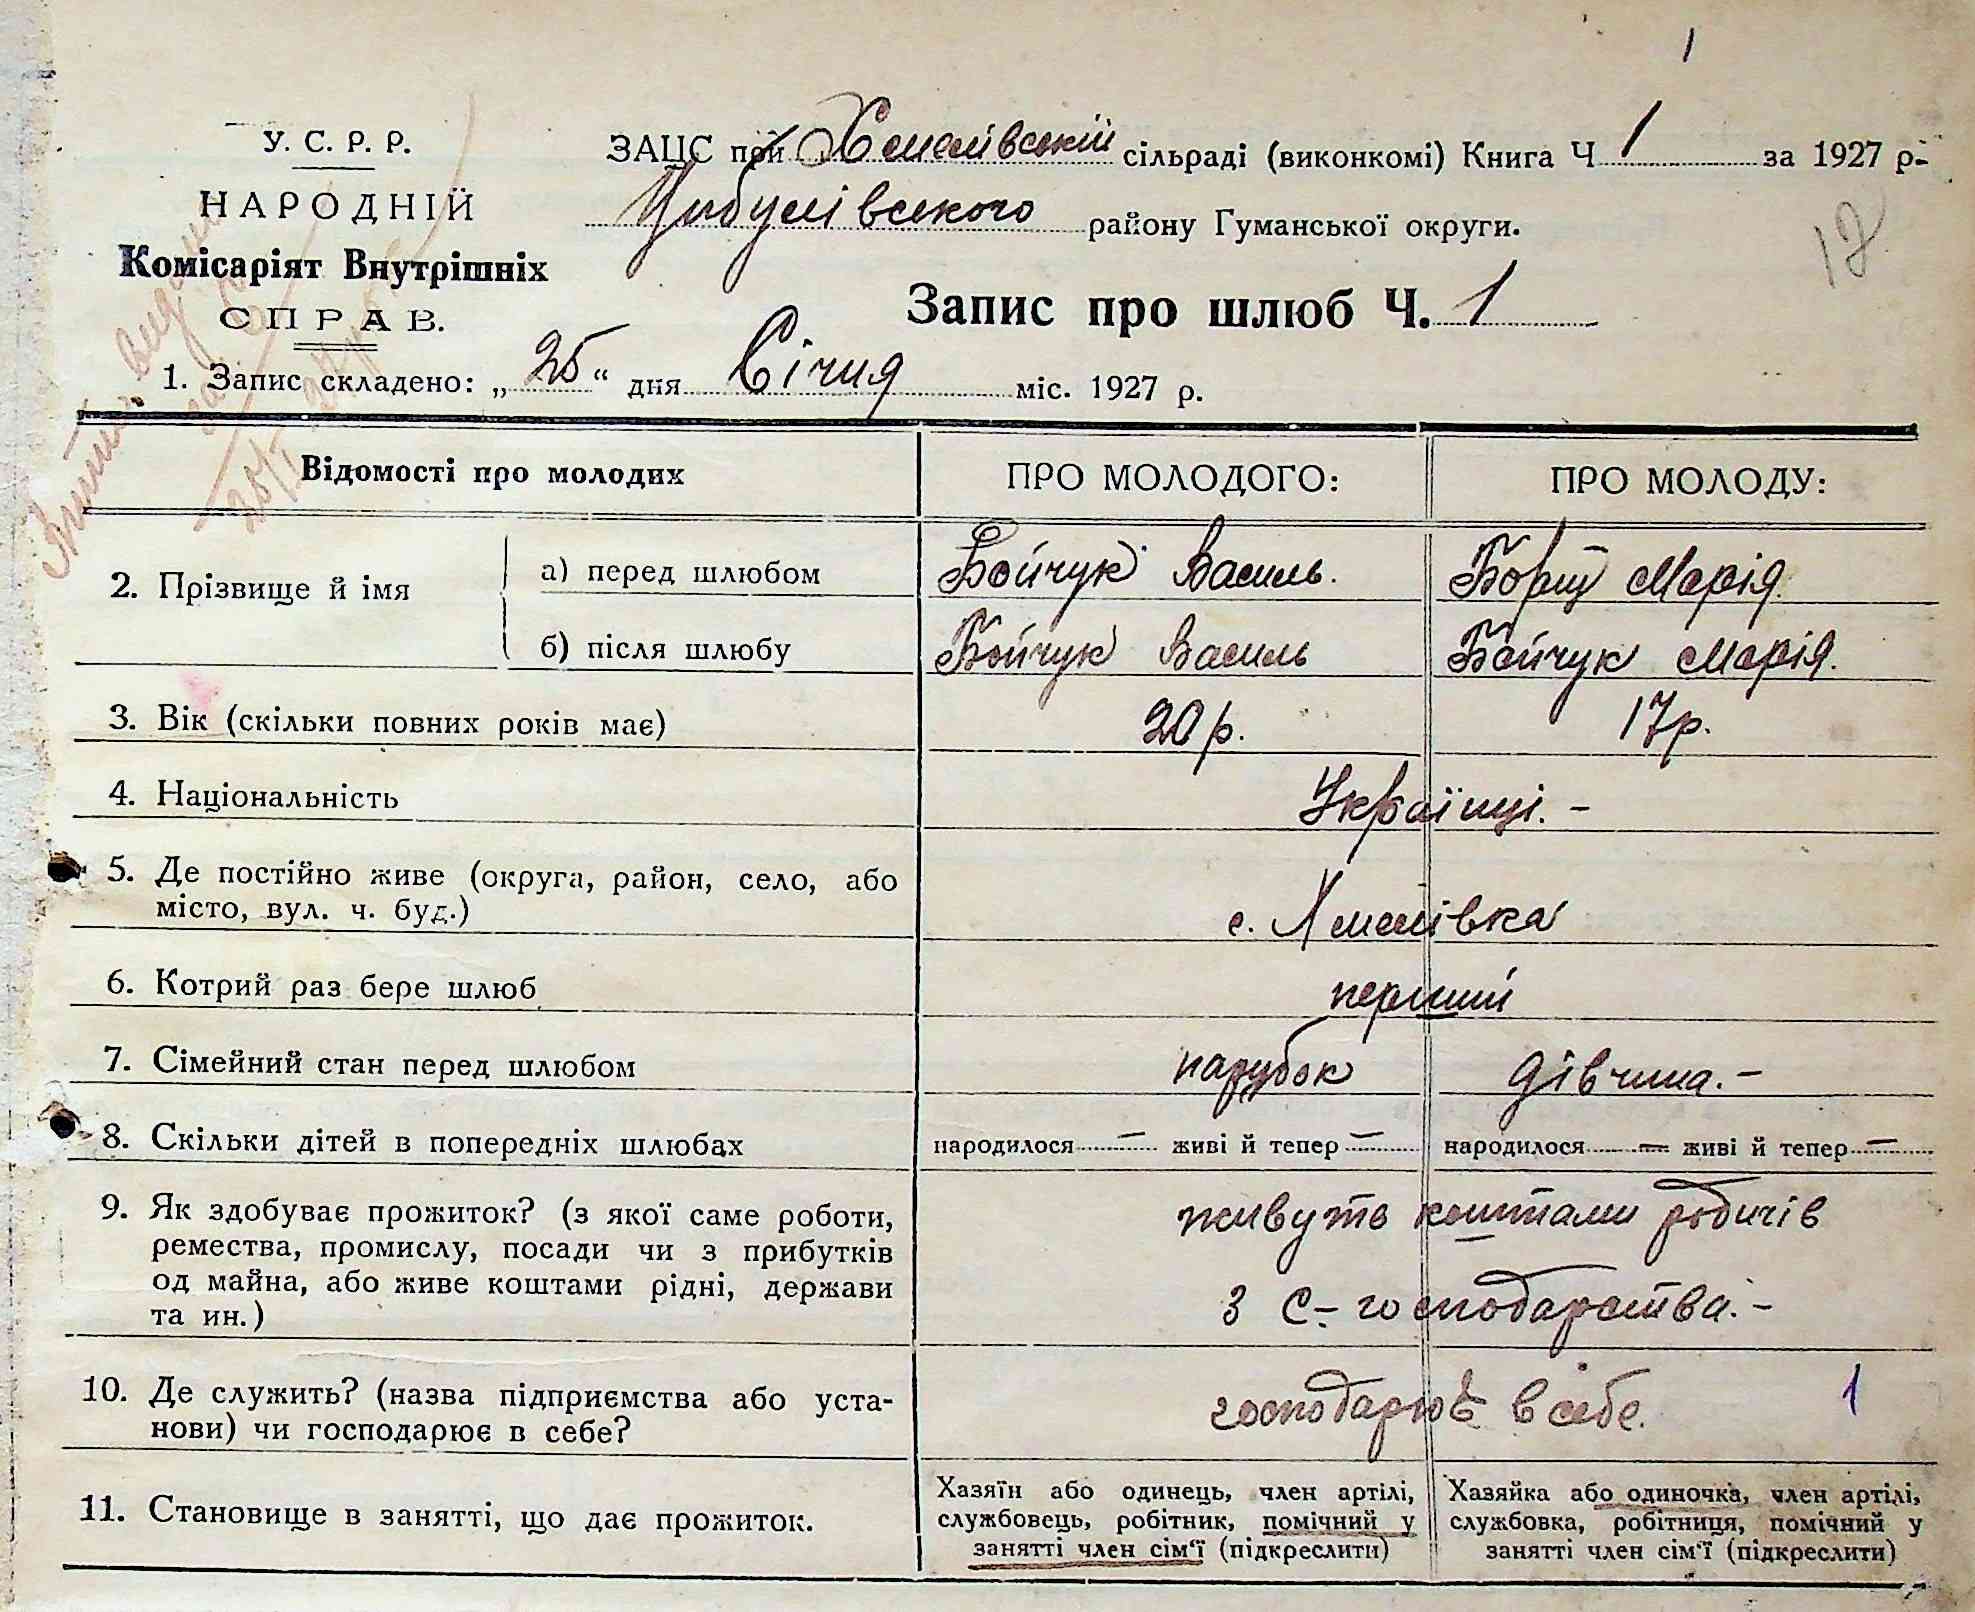 1
У. С. Р. Р.
НАРОДНІЙ
Комісаріят Внутрішніх
СПРАВ.
ЗАЦС при Хмелівській сільраді (виконкомі) Книга Ч 1 за 1927 р.
Цибулівського району Гуманської округи.
Запис про шлюб Ч. 1
1. Запис складено: „25“ дня Січня міс. 1927 р.
Відомості про молодих
ПРО МОЛОДОГО:
ПРО МОЛОДУ:
2. Прізвище й імя
а) перед шлюбом
Бойчук Василь.
Борщ Марія.
б) після шлюбу
Бойчук Василь
Бойчук Марія.
3. Вік (скільки повних років має)
20 р.
17 р.
4. Національність
Українці. –
5. Де постійно живе (округа, район, село, або
місто, вул. ч. буд.)
с. Хмелівка
6. Котрий раз бере шлюб
перший
7. Сімейний стан перед шлюбом
парубок
дівчина. –
8. Скільки дітей в попередніх шлюбах
народилося – живі й тепер –
народилося – живі й тепер –
9. Як здобуває прожиток? (з якої саме роботи,
ремества, промислу, посади чи з прибутків
од майна, або живе коштами рідні, держави
та ин.)
живуть коштами родичів
з С.-господарства. –
10. Де служить? (назва підприємства або уста-
нови) чи господарює в себе?
в себе.
1
11. Становище в занятті, що дає прожиток.
Хазяїн або одинець, член артілі,
службовець, робітник, помічний у
занятті член сім'ї (підкреслити)
Хазяйка або одиночка, член артілі,
службовка, робітниця, помічний у
занятті член сім'ї (підкреслити)